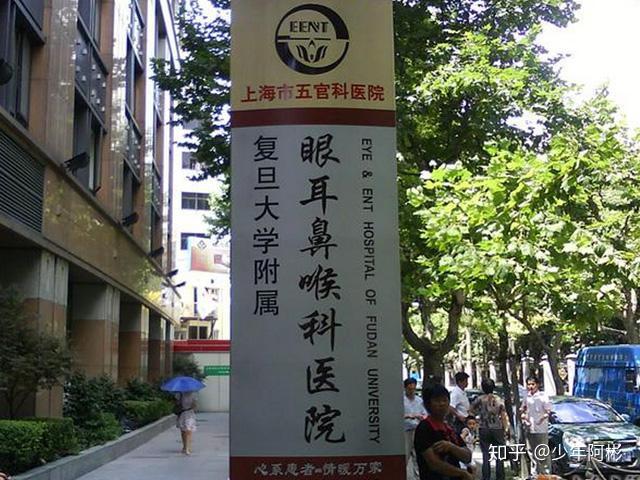 EENT
上海市五官科医院
复旦大学附属
眼耳鼻喉科医院
EYE & ENT HOSPITAL OF FUDAN UNIVERSITY
心系患者 情暖万家
知乎 @少年阿彬